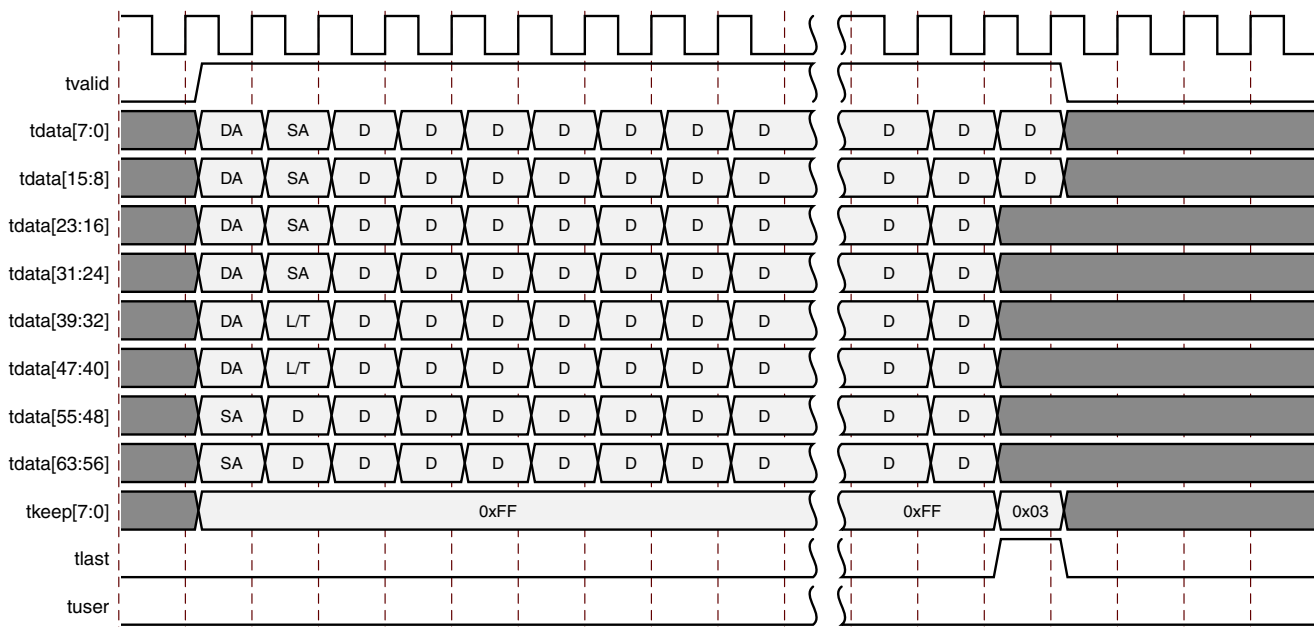 tvalid
tdata[7:0] DA SA D D D D D D D D D D
tdata[15:8] DA SA D D D D D D D D D D
tdata[23:16] DA SA D D D D D D D D D
tdata[31:24] DA SA D D D D D D D D D
tdata[39:32] DA L/T D D D D D D D D D
tdata[47:40] DA L/T D D D D D D D D D
tdata[55:48] SA D D D D D D D D D D
tdata[63:56] SA D D D D D D D D D D
tkeep[7:0] 0xFF 0xFF 0x03
tlast
tuser